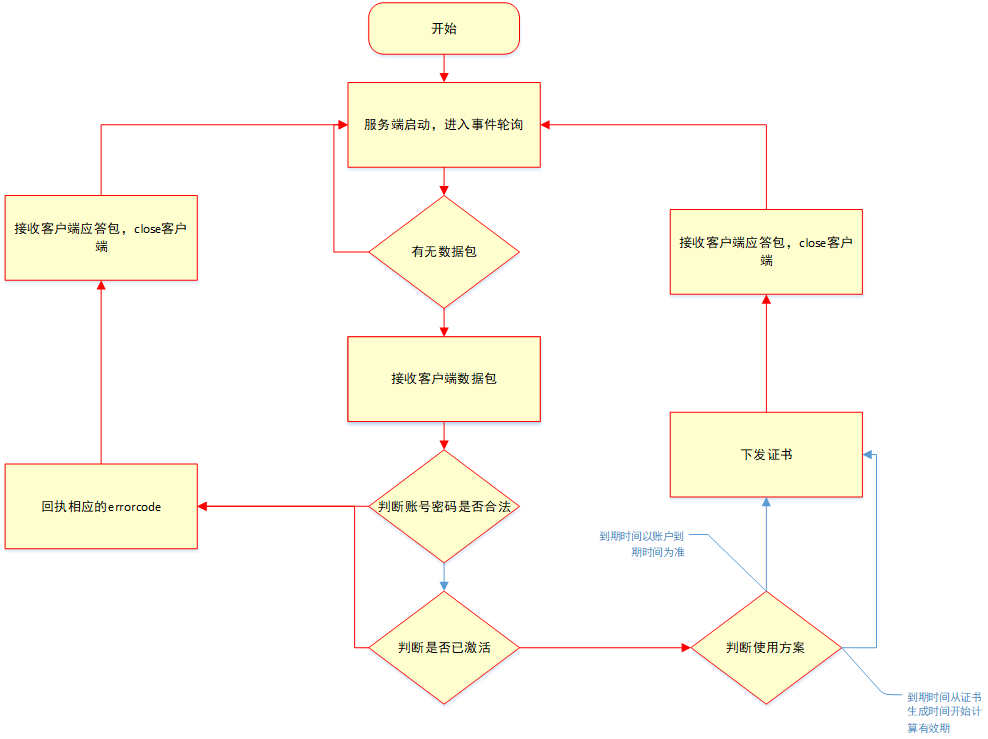 开始
服务端启动，进入事件轮询
接收客户端应答包，close客户
端
有无数据包
接收客户端应答包，close客户
端
接收客户端数据包
下发证书
回执相应的errorcode
判断账号密码是否合法
到期时间以账户到
期时间为准
判断是否已激活
判断使用方案
到期时间从证书
生成时间开始计
算有效期